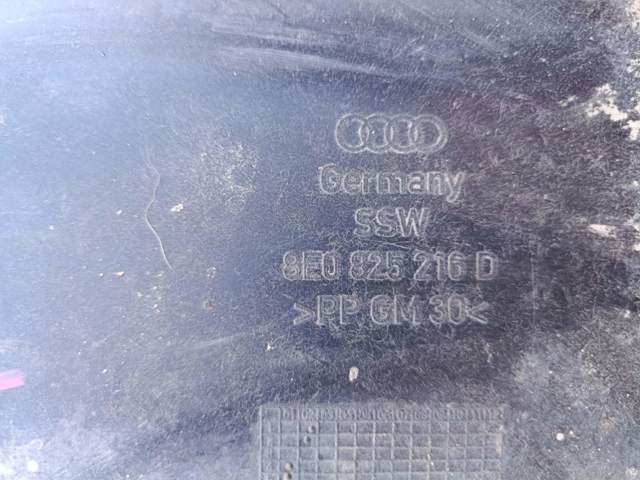 Germany
SSW
8E0 825 216 D
>PP GM 30<